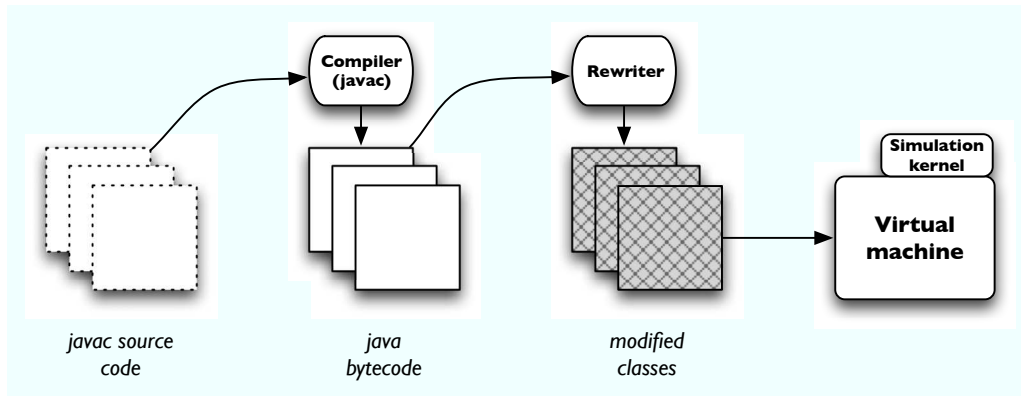 Compiler
(javac)
Rewriter
Simulation
kernel
Virtual
machine
javac source
code
java
bytecode
modified
classes